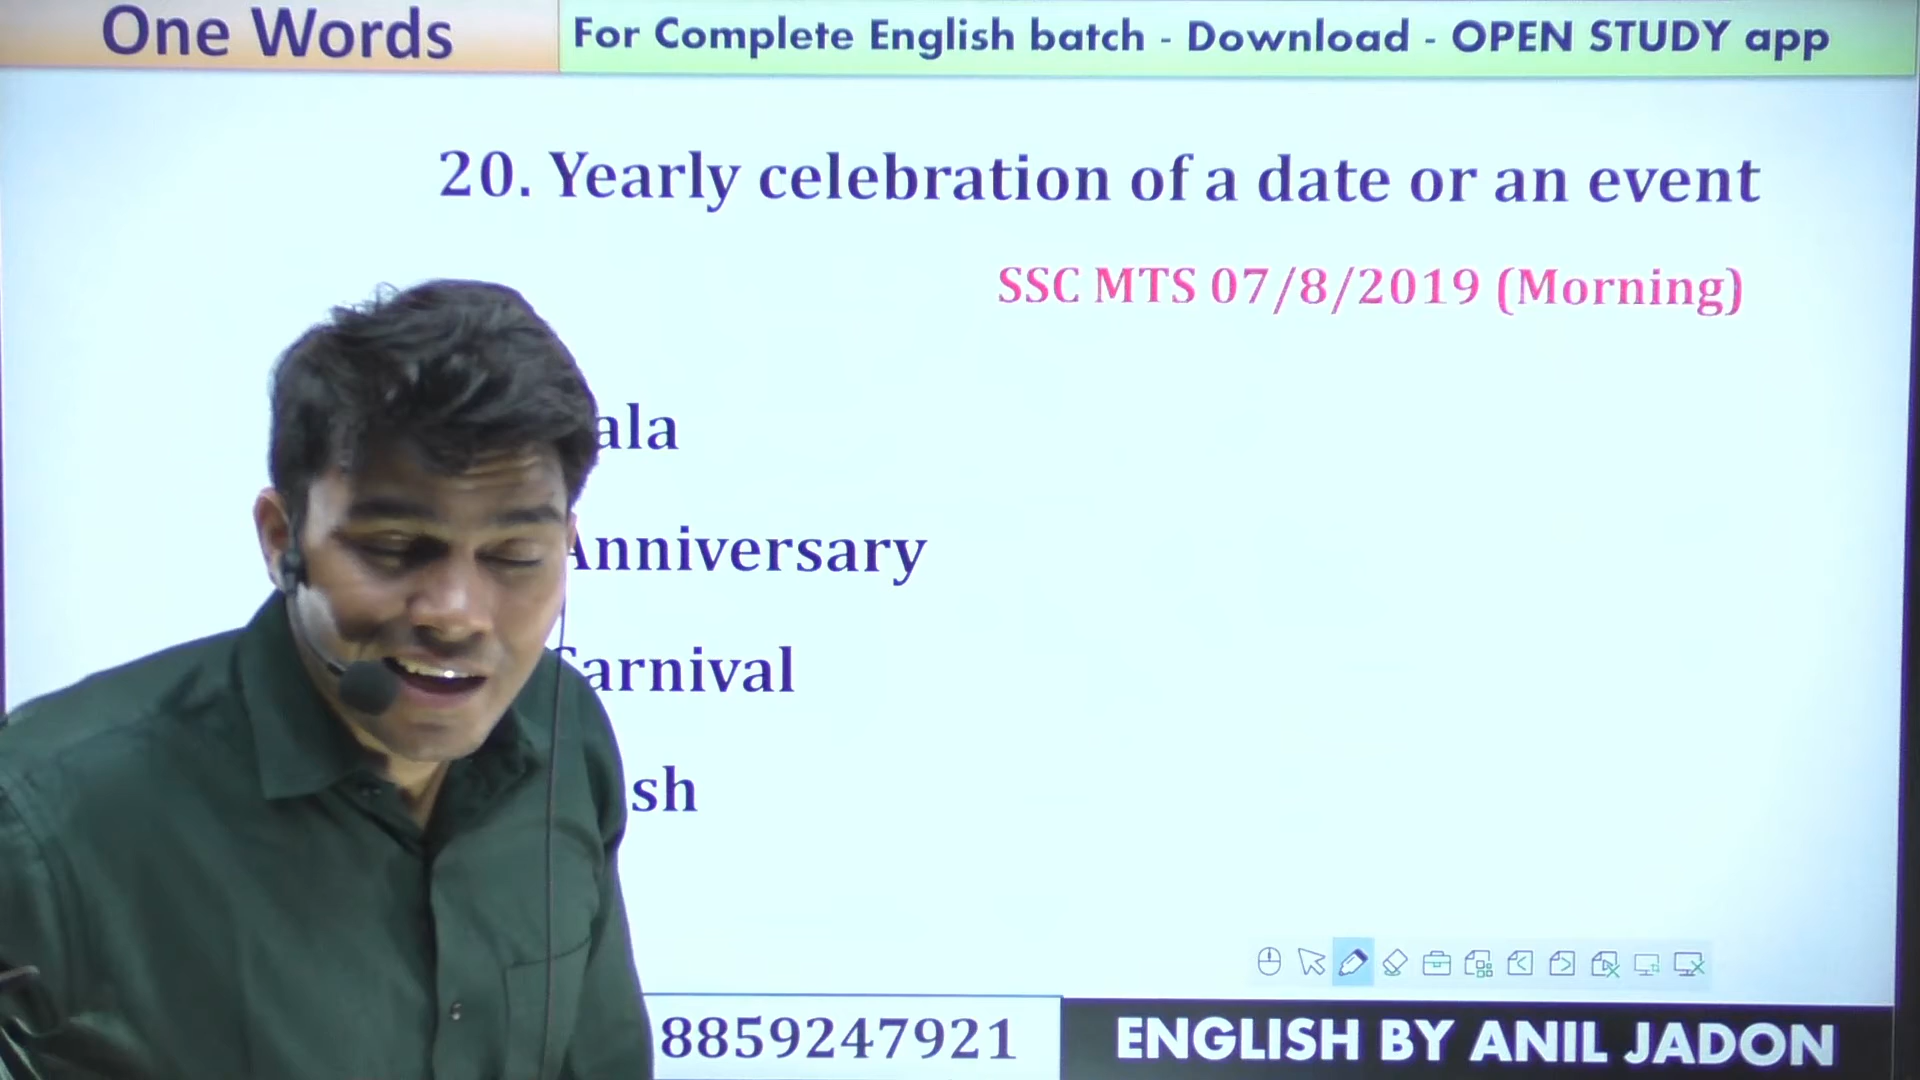 One Words
For Complete English batch - Download - OPEN STUDY app
20. Yearly celebration of a date or an event
SSC MTS 07/8/2019 (Morning)
ala
Anniversary
Carnival
sh
8859247921
ENGLISH BY ANIL JADON